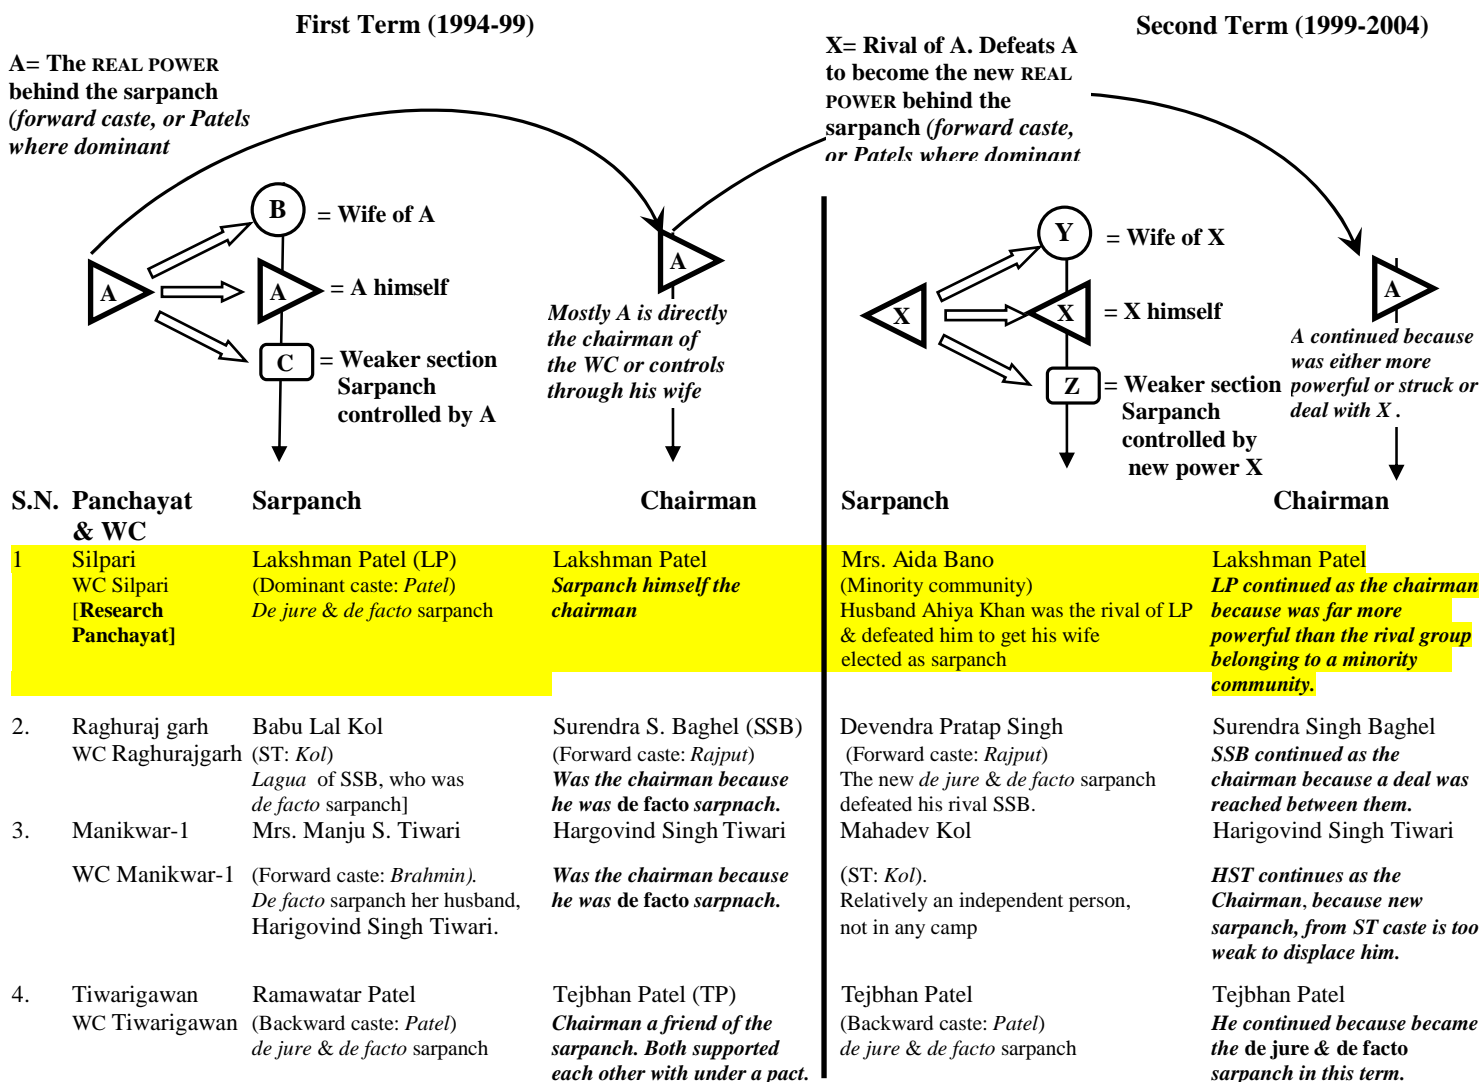 First Term (1994-99)
Second Term (1999-2004)
A= The REAL POWER
behind the sarpanch
(forward caste, or Patels
where dominant
X= Rival of A. Defeats A
to become the new REAL
POWER behind the
sarpanch (forward caste,
or Patels where dominant
B
= Wife of A
A
A
= A himself
C
= Weaker section
Sarpanch
controlled by A
A
Mostly A is directly
the chairman of
the WC or controls
through his wife
Y
= Wife of X
X
X
= X himself
Z
= Weaker section
Sarpanch
controlled by
new power X
A
A continued because
was either more
powerful or struck or
deal with X .
S.N. Panchayat & WC
Sarpanch
Chairman
Sarpanch
Chairman
1
Silpari
WC Silpari
[Research
Panchayat]
Lakshman Patel (LP)
(Dominant caste: Patel)
De jure & de facto sarpanch
Lakshman Patel
Sarpanch himself the
chairman
Mrs. Aida Bano
(Minority community)
Husband Ahiya Khan was the rival of LP
& defeated him to get his wife
elected as sarpanch
Lakshman Patel
LP continued as the chairman
because was far more
powerful than the rival group
belonging to a minority
community.
2.
Raghuraj garh
WC Raghurajgarh
Babu Lal Kol
(ST: Kol)
Lagua of SSB, who was
de facto sarpanch]
Surendra S. Baghel (SSB)
(Forward caste: Rajput)
Was the chairman because
he was de facto sarpnach.
Devendra Pratap Singh
(Forward caste: Rajput)
The new de jure & de facto sarpanch
defeated his rival SSB.
Surendra Singh Baghel
SSB continued as the
chairman because a deal was
reached between them.
3.
Manikwar-1
WC Manikwar-1
Mrs. Manju S. Tiwari
(Forward caste: Brahmin).
De facto sarpanch her husband,
Harigovind Singh Tiwari.
Hargovind Singh Tiwari
Was the chairman because
he was de facto sarpnach.
Mahadev Kol
(ST: Kol).
Relatively an independent person,
not in any camp
Harigovind Singh Tiwari
HST continues as the
Chairman, because new
sarpanch, from ST caste is too
weak to displace him.
4.
Tiwarigawan
WC Tiwarigawan
Ramawatar Patel
(Backward caste: Patel)
de jure & de facto sarpanch
Tejbhan Patel (TP)
Chairman a friend of the
sarpanch. Both supported
each other with under a pact.
Tejbhan Patel
(Backward caste: Patel)
de jure & de facto sarpanch
Tejbhan Patel
He continued because became
the de jure & de facto
sarpanch in this term.